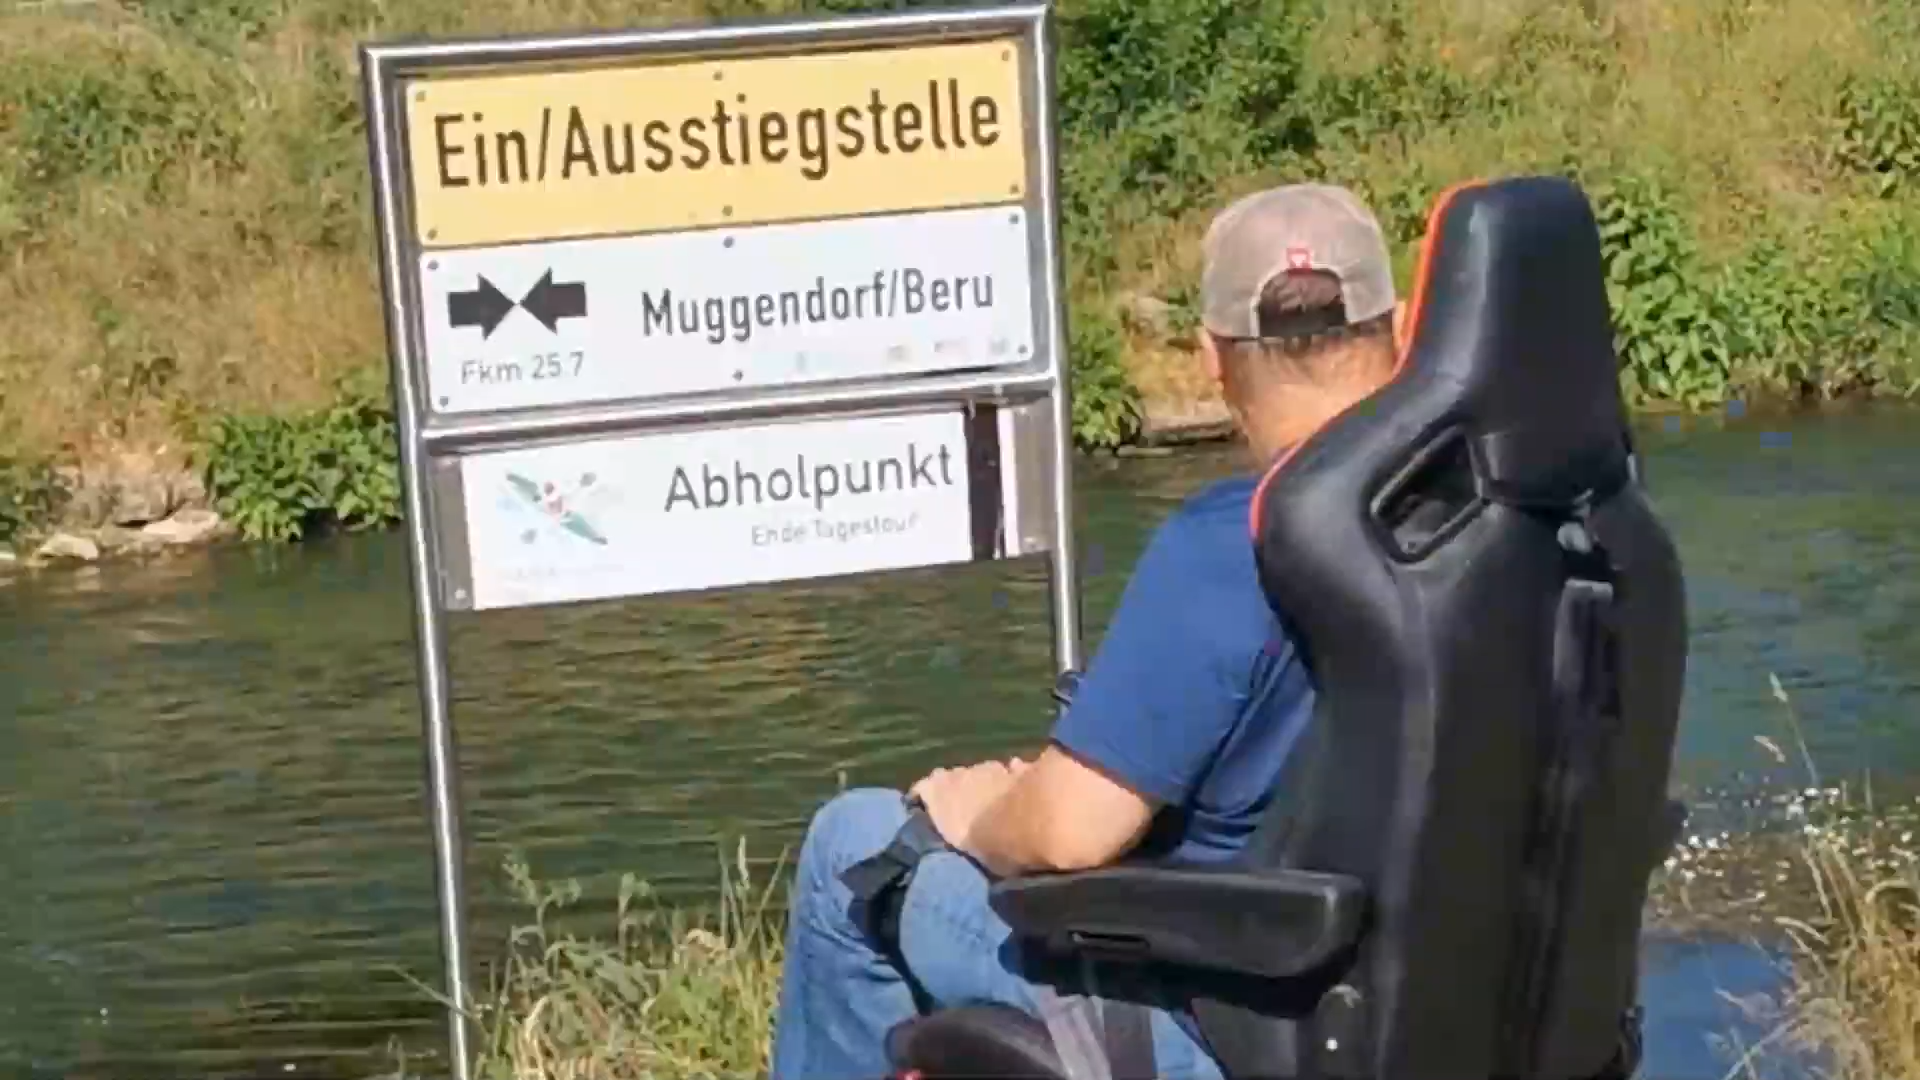 Ein/Ausstiegstelle
Muggendorf/Beru
Fkm 25.7
Abholpunkt
Ende Tagestour